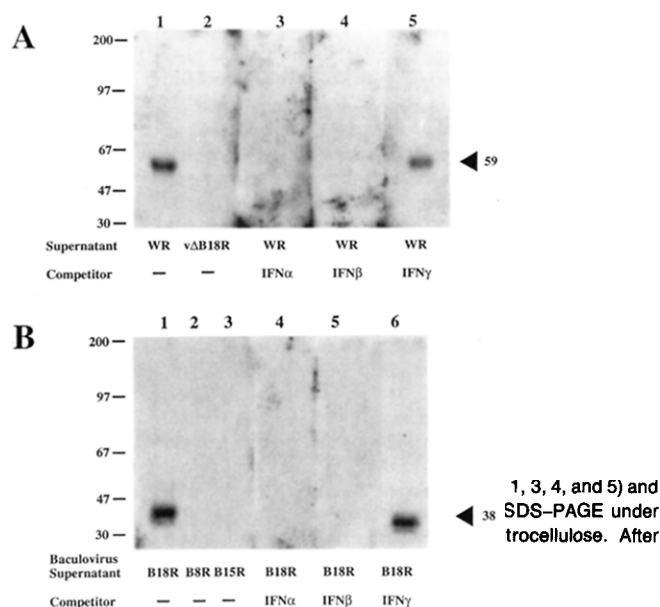 A
1 2 3 4 5
200
97
67
47
30
59
Supernatant WR vΔB18R WR WR WR
Competitor — — IFNα IFNβ IFNγ
B
1 2 3 4 5 6
200
97
67
47
30
38
1, 3, 4, and 5) and
SDS–PAGE under
trocellulose. After
Baculovirus
Supernatant B18R B8R B15R B18R B18R B18R
Competitor — — — IFNα IFNβ IFNγ